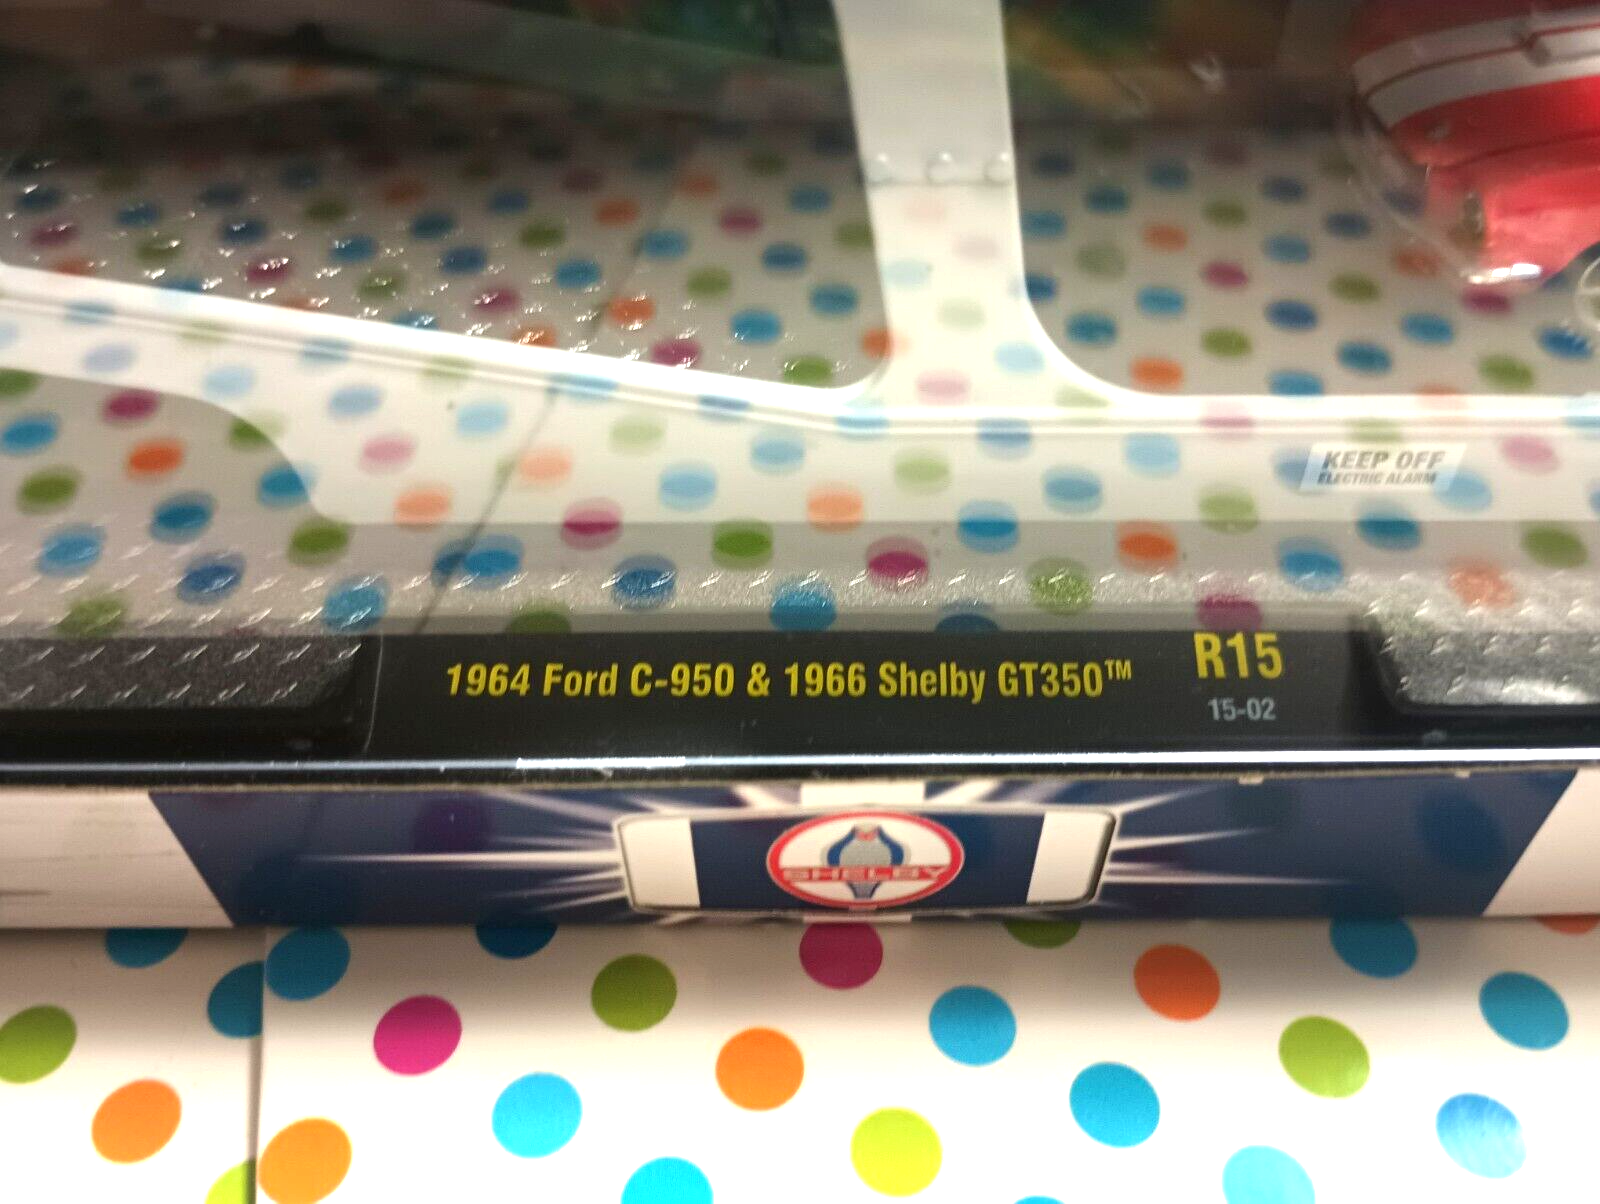 KEEP OFF
ELECTRIC ALARM
1964 Ford C-950 & 1966 Shelby GT350™
R15
15-02
SHELBY